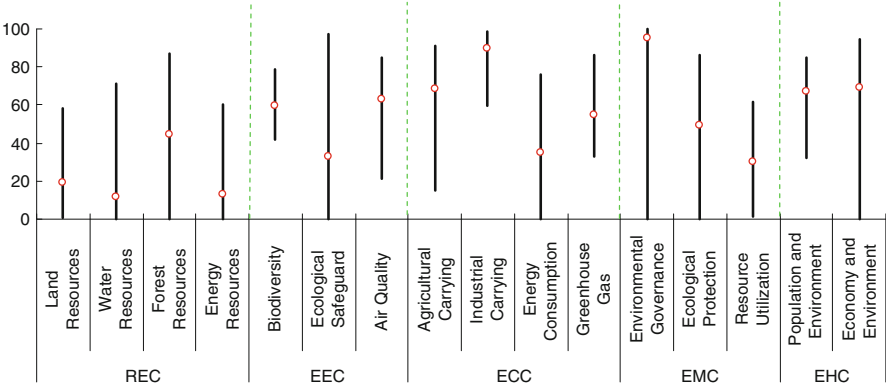 100
80
60
40
20
0
Land
Resources
Water
Resources
Forest
Resources
Energy
Resources
Biodiversity
Ecological
Safeguard
Air Quality
Agricultural
Carrying
Industrial
Carrying
Energy
Consumption
Greenhouse
Gas
Environmental
Governance
Ecological
Protection
Resource
Utilization
Population and
Environment
Economy and
Environment
REC
EEC
ECC
EMC
EHC